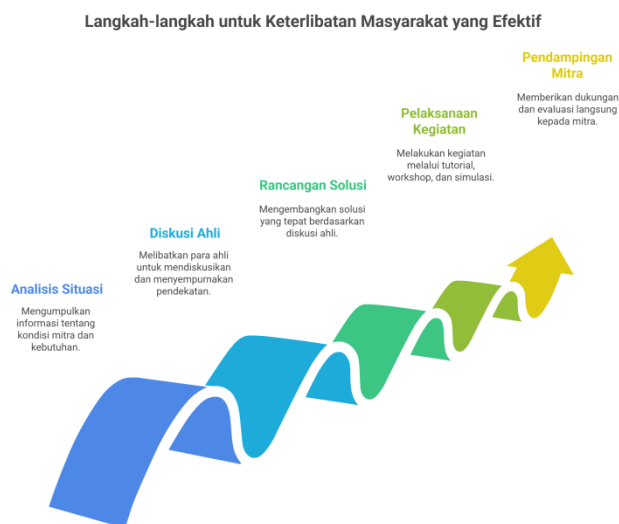 Langkah-langkah untuk Keterlibatan Masyarakat yang Efektif
Analisis Situasi
Mengumpulkan
informasi tentang
kondisi mitra dan
kebutuhan.
Diskusi Ahli
Melibatkan para ahli
untuk mendiskusikan
dan menyempurnakan
pendekatan.
Rancangan Solusi
Mengembangkan solusi
yang tepat berdasarkan
diskusi ahli.
Pelaksanaan
Kegiatan
Melakukan kegiatan
melalui tutorial,
workshop, dan simulasi.
Pendampingan
Mitra
Memberikan dukungan
dan evaluasi langsung
kepada mitra.